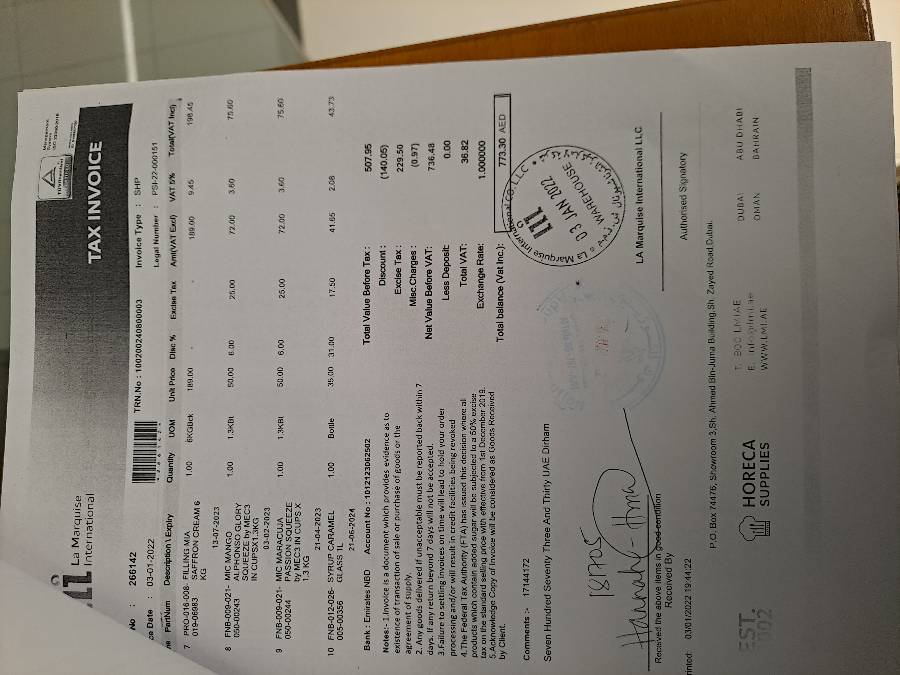 La Marquise
International
TAX INVOICE
No : 2661412
ce Date : 03-01-2022
TRN.No : 100200240800003
Invoice Type : SHP
Legal Number : PSI-22-000151
ne PartNum Description \ Expiry Quantity UOM Unit Price Disc % Excise Tax Amt(VAT Excl) VAT 5% Total(VAT Incl)
7 PRO-016-008- FILLING MIA 1.00 6KGBck 189.00 189.00 9.45 198.45
019-06983 SAFFRON CREAM 6
KG
13-07-2023
8 FNB-009-021- MIC MANGO 1.00 1.3KBt 50.00 6.00 25.00 72.00 3.60 75.60
050-00243 ALPHONSO GLORY
SQUEEZE by MEC3
IN CUPSX1.3KG
03-02-2023
9 FNB-009-021- MIC MARACUJA 1.00 1.3KBt 50.00 6.00 25.00 72.00 3.60 75.60
050-00244 PASSION SQUEEZE
by MEC3 IN CUPS X
1.3 KG
21-04-2023
10 FNB-012-026- SYRUP CARAMEL 1.00 Bottle 35.00 31.00 17.50 41.65 2.08 43.73
005-00356 GLASS 1L
21-06-2024
Bank : Emirates NBD Account No : 1012123062502
Total Value Before Tax : 507.95
Discount : (140.05)
Excise Tax : 229.50
Misc.Charges : (0.97)
Net Value Before VAT: 736.48
Less Deposit: 0.00
Total VAT: 36.82
Exchange Rate: 1.000000
Total balance (Vat Inc.): 773.30 AED
Notes:- 1.Invoice is a document which provides evidence as to
existence of transaction of sale or purchase of goods or the
agreement of supply.
2. Any goods delivered if unacceptable must be reported back within 7
days. If any return beyond 7 days will not be accepted.
3.Failure to settling invoices on time will lead to hold your order
processing and/or will result in credit facilities being revoked
4.The Federal Tax Authority (FTA) has issued this decision where all
products which contain added sugar will be subjected to a 50% excise
tax on the standard selling price with effective from 1st December 2019.
5.Acknowlesign Copy of Invoice will be considered as Goods Received
by Client.
Comments :- 17144172
Seven Hundred Seventy Three And Thirty UAE Dirham
La Marquise International CO. L.L.C
03 JAN 2022
WAREHOUSE
18705
Received the above items in good condition
Received By
LA Marquise International LLC
Authorised Signatory
rinted: 03/01/2022 19:44:22
P.O. Box 74476, Showroom 3,Sh. Ahmed Bin-Juma Building,Sh. Zayed Road,Dubai.
EST.
002
HORECA
SUPPLIES
T. 800 LMIAE
WWW.LMI.AE
DUBAI ABU DHABI
OMAN BAHRAIN